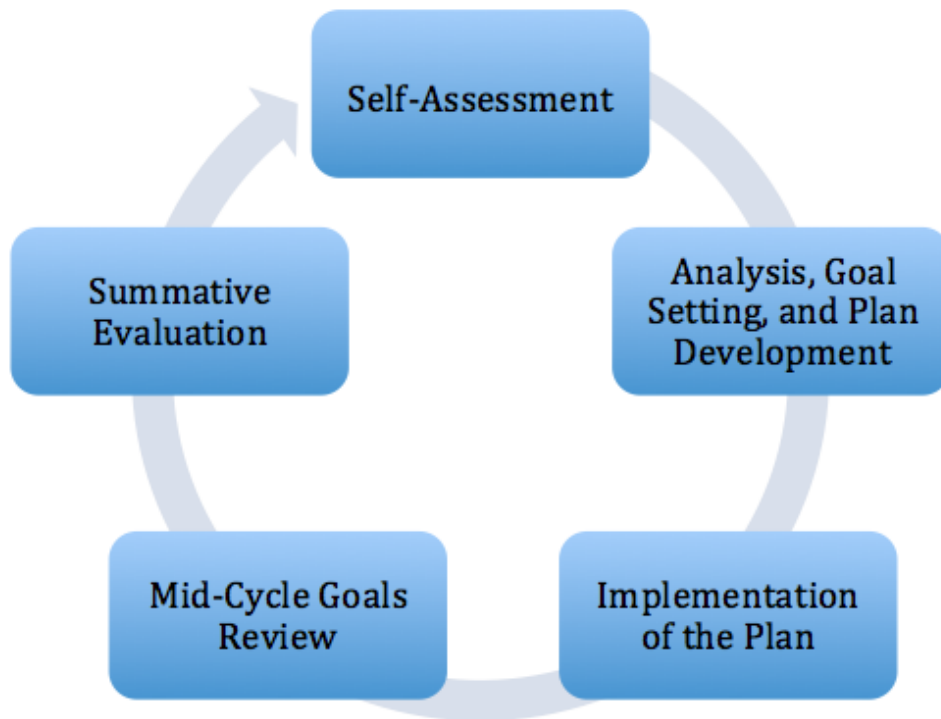 Self-Assessment
Analysis, Goal
Setting, and Plan
Development
Implementation
of the Plan
Mid-Cycle Goals
Review
Summative
Evaluation